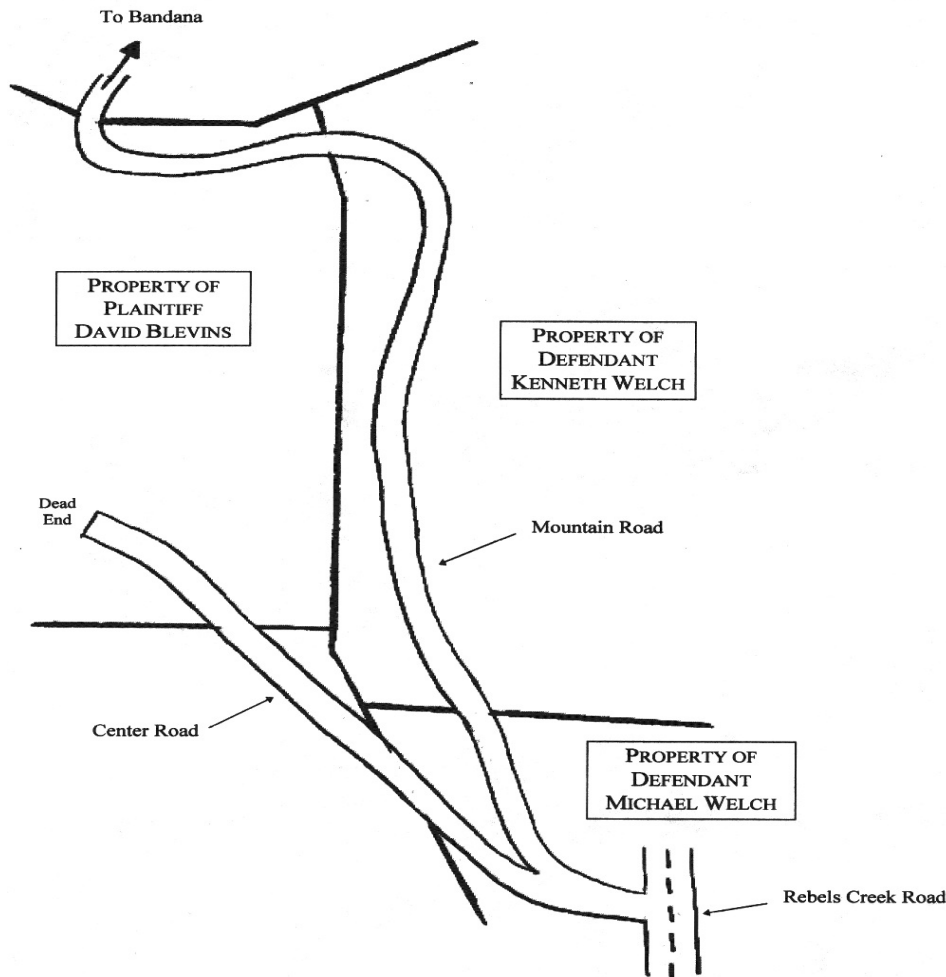 To Bandana
PROPERTY OF
PLAINTIFF
DAVID BLEVINS
PROPERTY OF
DEFENDANT
KENNETH WELCH
Dead
End
Mountain Road
Center Road
PROPERTY OF
DEFENDANT
MICHAEL WELCH
Rebels Creek Road